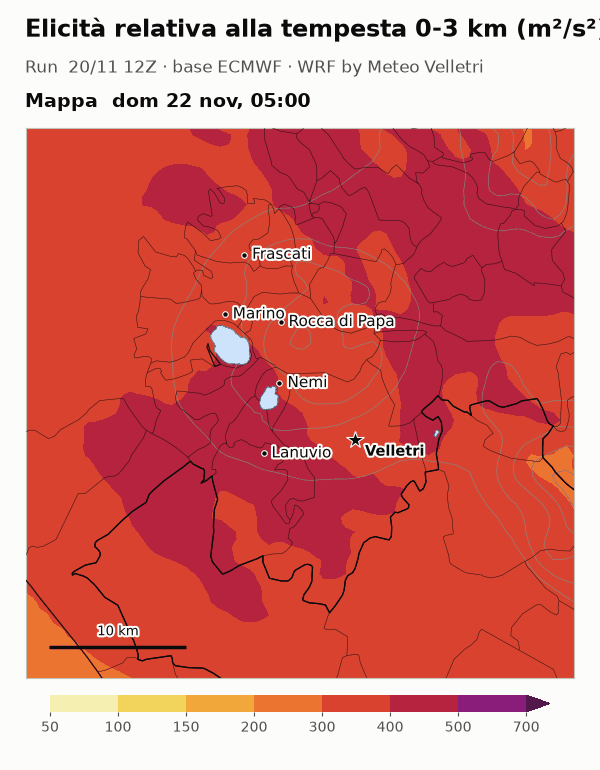 Elicità relativa alla tempesta 0-3 km (m²/s²)
Run 20/11 12Z · base ECMWF · WRF by Meteo Velletri
Mappa dom 22 nov, 05:00
Frascati
Marino
Rocca di Papa
Nemi
Velletri
Lanuvio
10 km
50 100 150 200 300 400 500 700